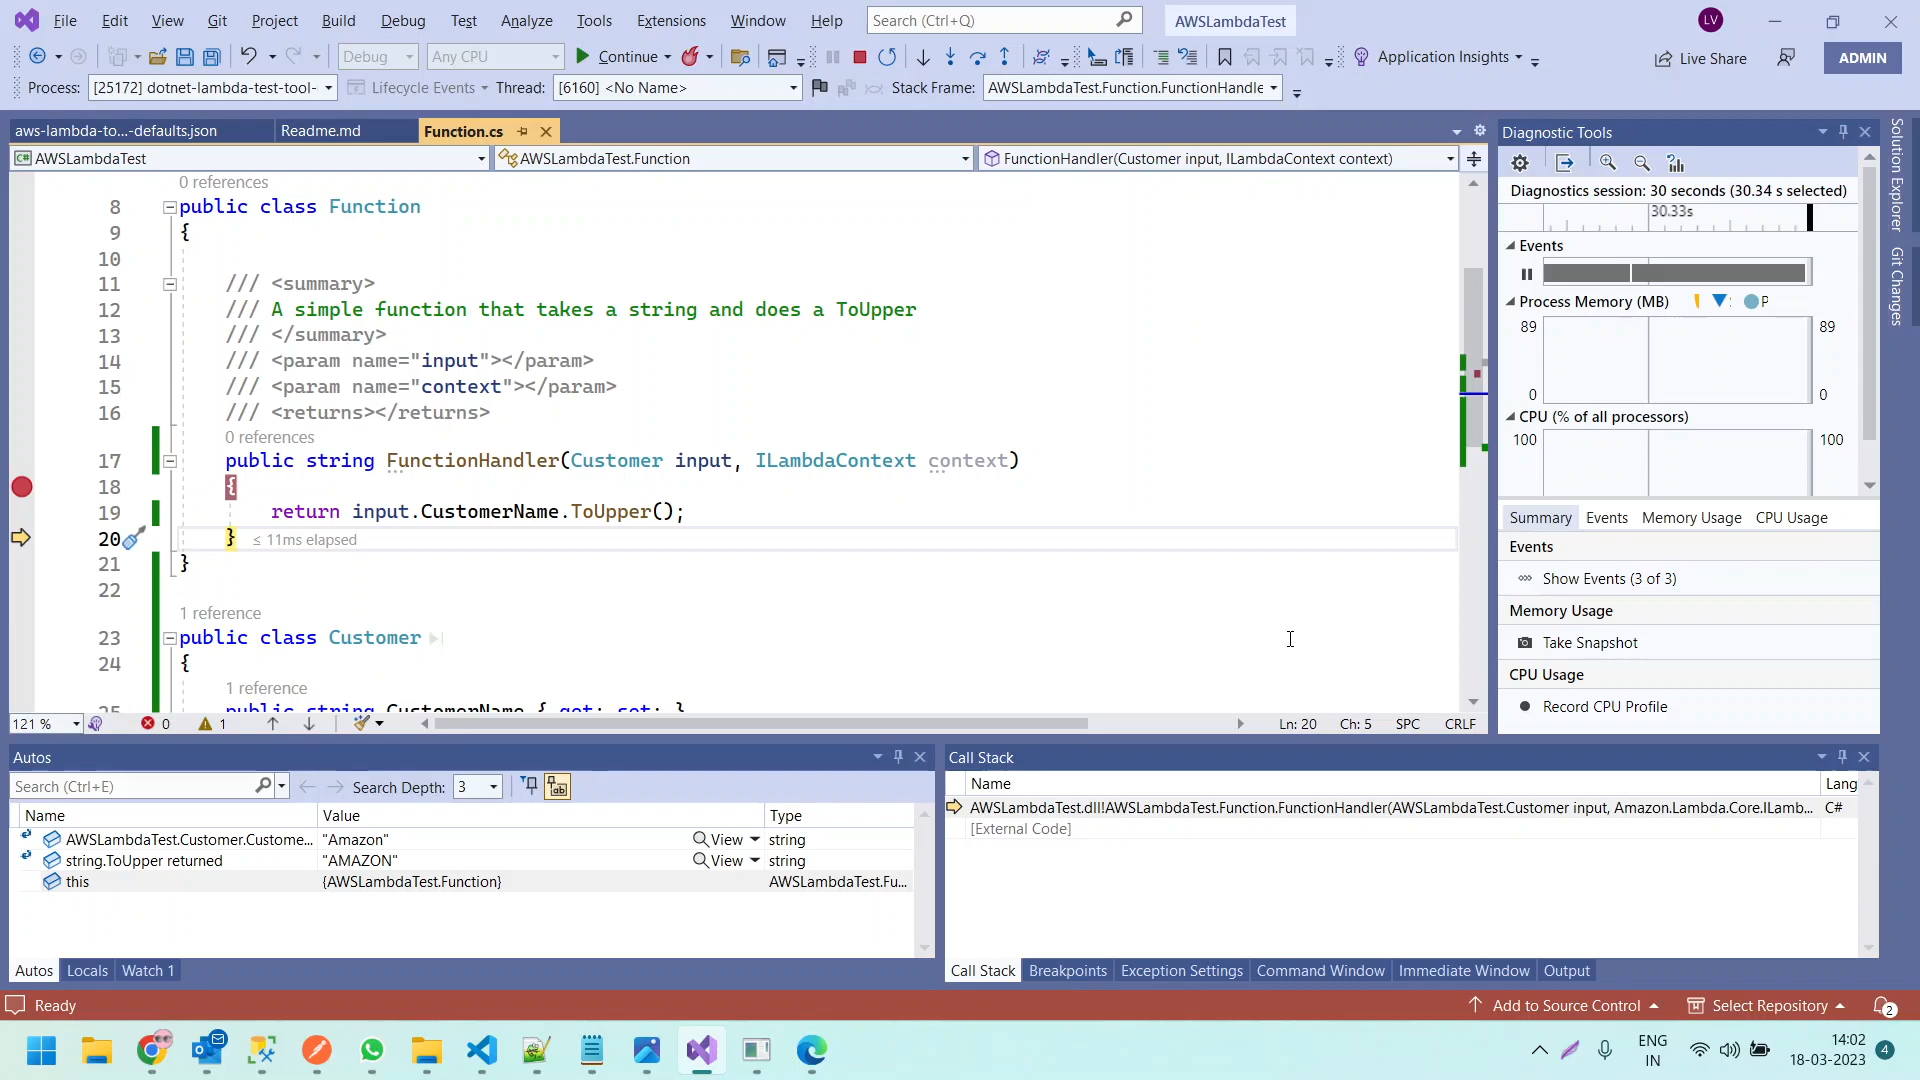 File Edit View Git Project Build Debug Test Analyze Tools Extensions Window Help Search (Ctrl+Q) AWSLambdaTest LV
Debug Any CPU Continue Application Insights Live Share ADMIN
Process: [25172] dotnet-lambda-test-tool- Lifecycle Events Thread: [6160] <No Name> Stack Frame: AWSLambdaTest.Function.FunctionHandle
aws-lambda-to...-defaults.json Readme.md Function.cs
C# AWSLambdaTest AWSLambdaTest.Function FunctionHandler(Customer input, ILambdaContext context)
0 references
8 public class Function
9 {
10
11 /// <summary>
12 /// A simple function that takes a string and does a ToUpper
13 /// </summary>
14 /// <param name="input"></param>
15 /// <param name="context"></param>
16 /// <returns></returns>
0 references
17 public string FunctionHandler(Customer input, ILambdaContext context)
18 {
19 return input.CustomerName.ToUpper();
20 } ≤ 11ms elapsed
21 }
22
1 reference
23 public class Customer
24 {
1 reference
25 public string CustomerName { get; set; }
121 % 0 1 Ln: 20 Ch: 5 SPC CRLF
Diagnostic Tools
Diagnostics session: 30 seconds (30.34 s selected)
30.33s
Events
Process Memory (MB) P
89 89
0 0
CPU (% of all processors)
100 100
Summary Events Memory Usage CPU Usage
Events
Show Events (3 of 3)
Memory Usage
Take Snapshot
CPU Usage
Record CPU Profile
Solution Explorer
Git Changes
Autos
Search (Ctrl+E) Search Depth: 3
Name Value Type
AWSLambdaTest.Customer.Custome... "Amazon" View string
string.ToUpper returned "AMAZON" View string
this {AWSLambdaTest.Function} AWSLambdaTest.Fu...
Autos Locals Watch 1
Call Stack
Name Lang
AWSLambdaTest.dll!AWSLambdaTest.Function.FunctionHandler(AWSLambdaTest.Customer input, Amazon.Lambda.Core.ILamb... C#
[External Code]
Call Stack Breakpoints Exception Settings Command Window Immediate Window Output
Ready Add to Source Control Select Repository 2
ENG
IN
14:02
18-03-2023
4